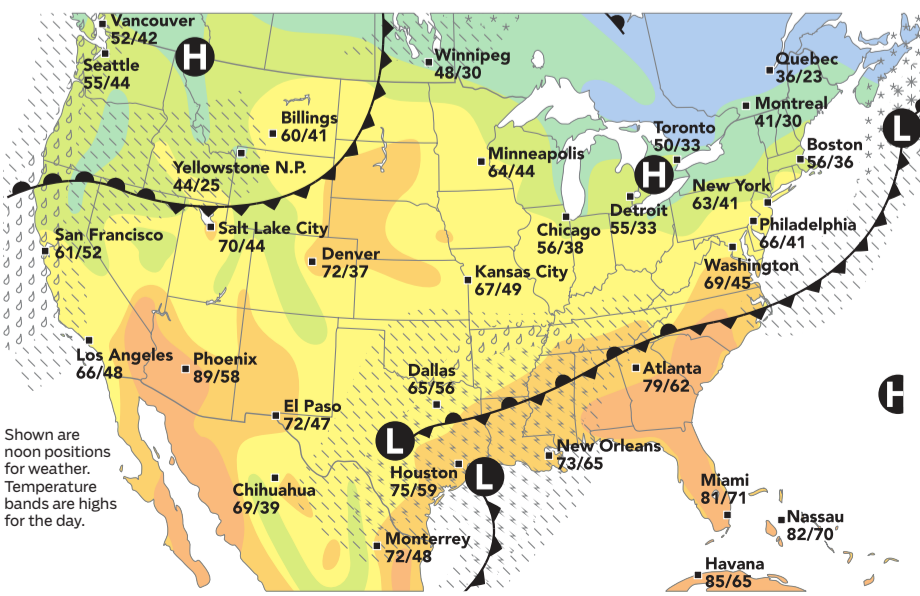 Vancouver
52/42
H
Seattle
55/44
Winnipeg
48/30
Quebec
36/23
Montreal
41/30
L
Billings
60/41
Toronto
50/33
Boston
56/36
Minneapolis
64/44
Yellowstone N.P.
44/25
H
New York
63/41
Detroit
55/33
Philadelphia
66/41
San Francisco
61/52
Salt Lake City
70/44
Chicago
56/38
Denver
72/37
Kansas City
67/49
Washington
69/45
Los Angeles
66/48
Phoenix
89/58
Dallas
65/56
Atlanta
79/62
H
El Paso
72/47
Shown are
noon positions
for weather.
Temperature
bands are highs
for the day.
L
New Orleans
73/65
Houston
75/59
L
Chihuahua
69/39
Miami
81/71
Nassau
82/70
Monterrey
72/48
Havana
85/65